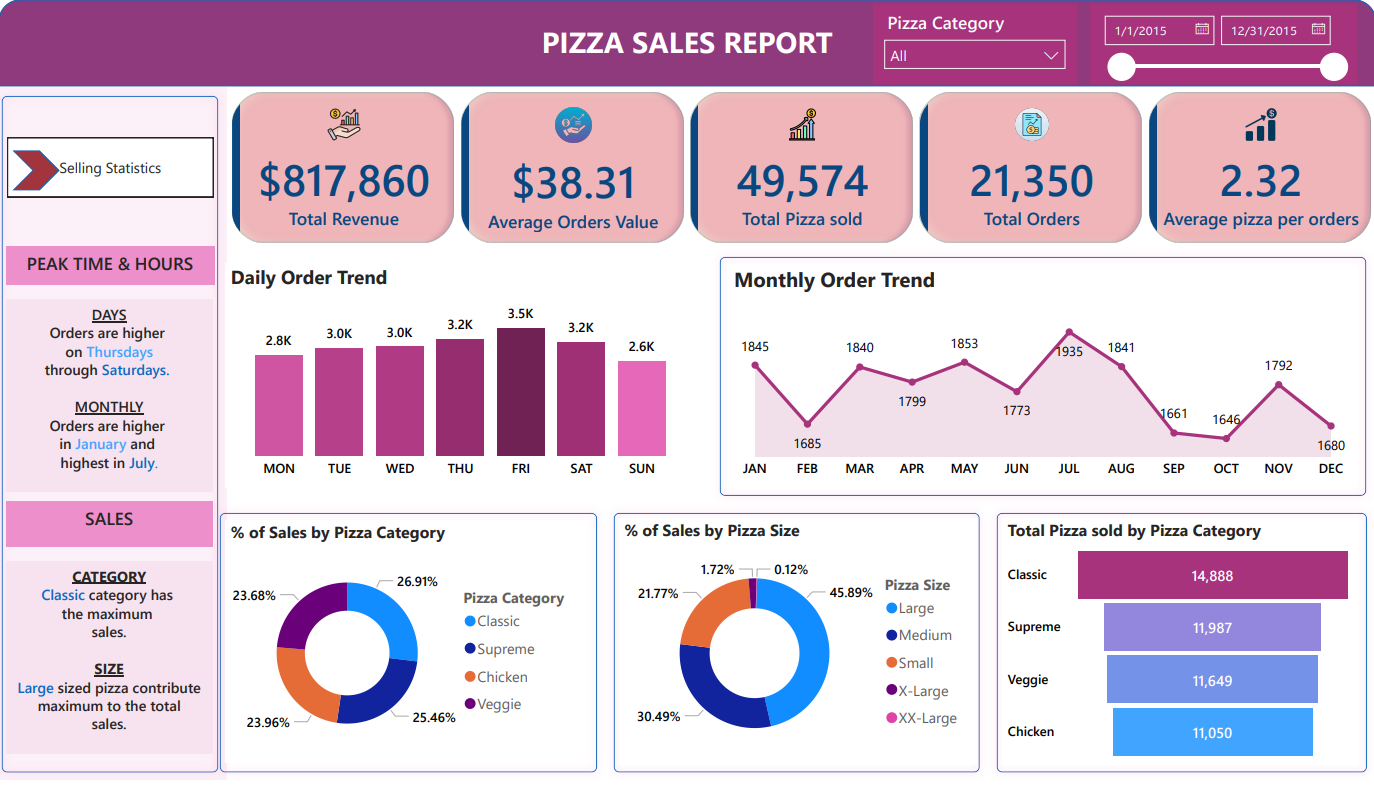 PIZZA SALES REPORT
Pizza Category
All
1/1/2015
12/31/2015
Selling Statistics
PEAK TIME & HOURS
DAYS
Orders are higher
on Thursdays
through Saturdays.
MONTHLY
Orders are higher
in January and
highest in July.
SALES
CATEGORY
Classic category has
the maximum
sales.
SIZE
Large sized pizza contribute
maximum to the total
sales.
$817,860
Total Revenue
$38.31
Average Orders Value
49,574
Total Pizza sold
21,350
Total Orders
2.32
Average pizza per orders
Daily Order Trend
2.8K
3.0K
3.0K
3.2K
3.5K
3.2K
2.6K
MON
TUE
WED
THU
FRI
SAT
SUN
Monthly Order Trend
1845
1685
1840
1799
1853
1773
1935
1841
1661
1646
1792
1680
JAN
FEB
MAR
APR
MAY
JUN
JUL
AUG
SEP
OCT
NOV
DEC
% of Sales by Pizza Category
26.91%
25.46%
23.96%
23.68%
Pizza Category
Classic
Supreme
Chicken
Veggie
% of Sales by Pizza Size
45.89%
30.49%
21.77%
1.72%
0.12%
Pizza Size
Large
Medium
Small
X-Large
XX-Large
Total Pizza sold by Pizza Category
Classic
14,888
Supreme
11,987
Veggie
11,649
Chicken
11,050